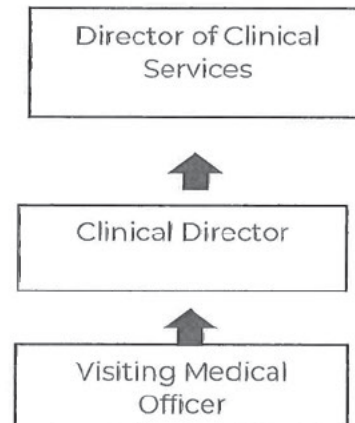 Director of Clinical
Services
Clinical Director
Visiting Medical
Officer